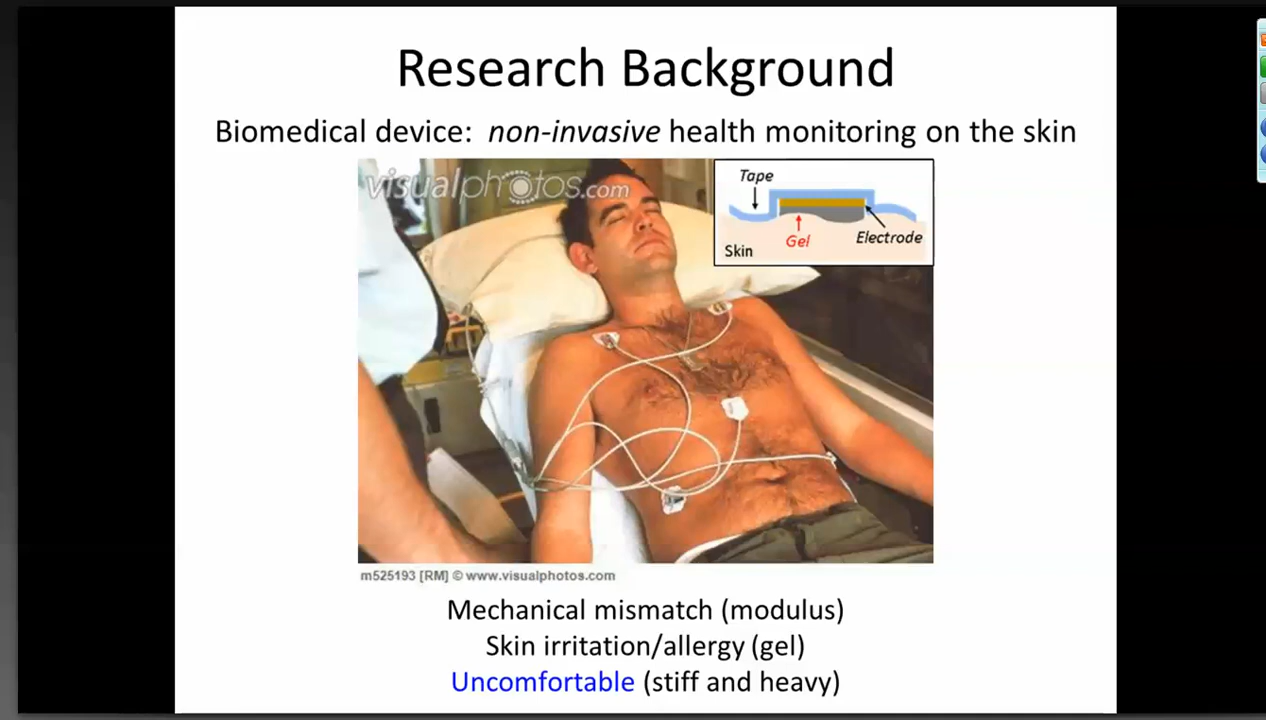 Research Background
Biomedical device: non-invasive health monitoring on the skin
visualphotos.com
Tape
Gel
Electrode
Skin
m525193 [RM] © www.visualphotos.com
Mechanical mismatch (modulus)
Skin irritation/allergy (gel)
Uncomfortable (stiff and heavy)